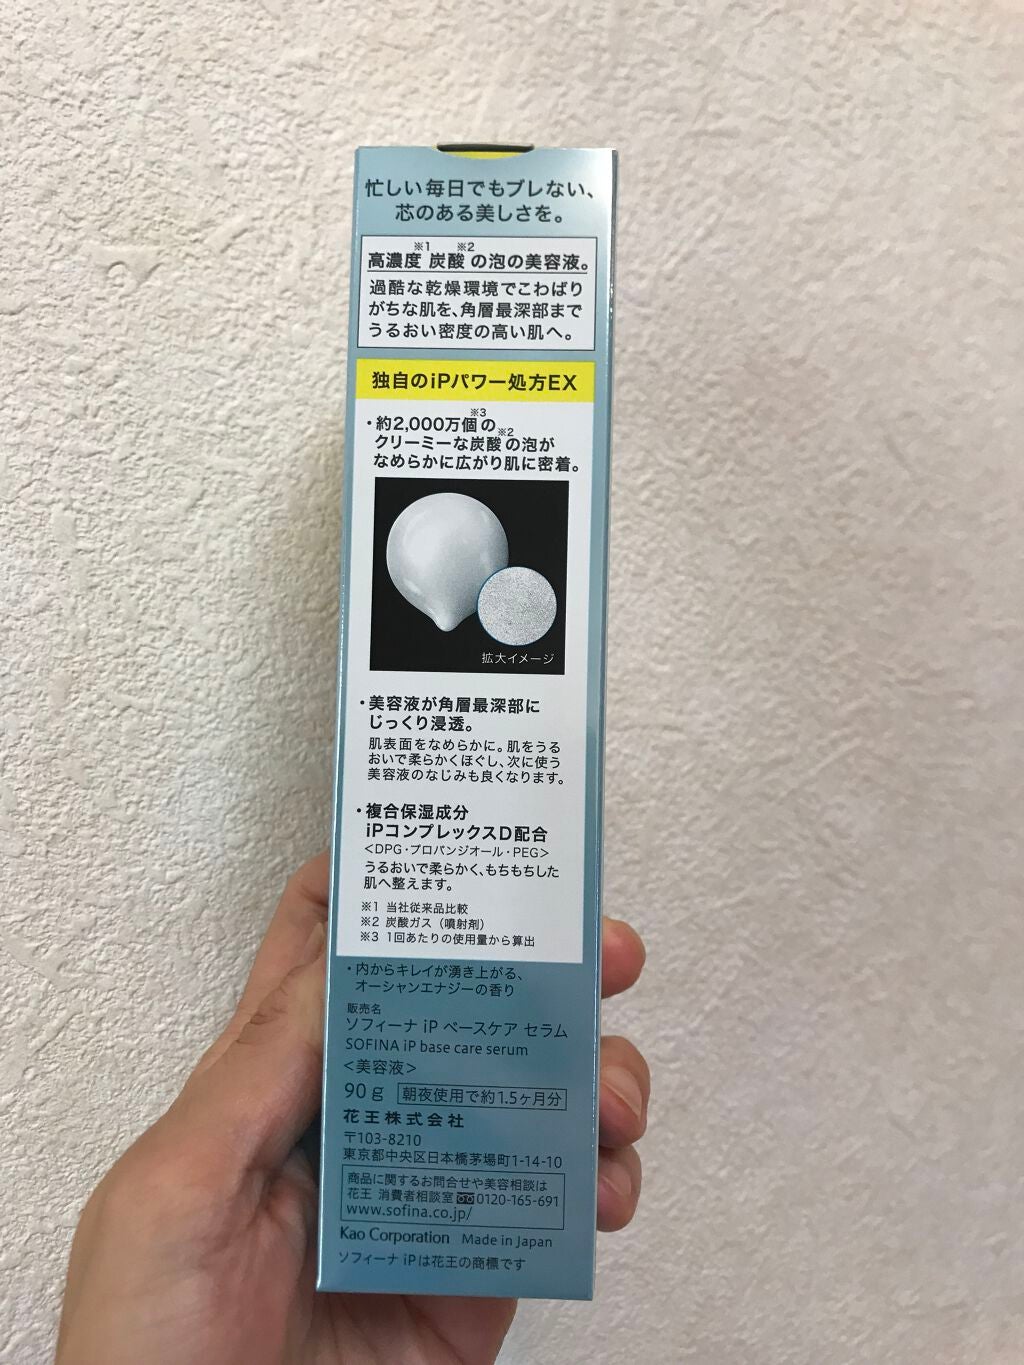 忙しい毎日でもブレない、
芯のある美しさを。
高濃度※1炭酸※2の泡の美容液。
過酷な乾燥環境でこわばり
がちな肌を、角層最深部まで
うるおい密度の高い肌へ。
独自のiPパワー処方EX
・約2,000万個※3の
クリーミーな炭酸※2の泡が
なめらかに広がり肌に密着。
拡大イメージ
・美容液が角層最深部に
じっくり浸透。
肌表面をなめらかに。肌をうる
おいで柔らかくほぐし、次に使う
美容液のなじみも良くなります。
・複合保湿成分
iPコンプレックスD配合
<DPG・プロパンジオール・PEG>
うるおいで柔らかく、もちもちした
肌へ整えます。
※1 当社従来品比較
※2 炭酸ガス（噴射剤）
※3 1回あたりの使用量から算出
・内からキレイが湧き上がる、
オーシャンエナジーの香り
販売名
ソフィーナ iP ベースケア セラム
SOFINA iP base care serum
<美容液>
90g 朝夜使用で約1.5ヶ月分
花王株式会社
〒103-8210
東京都中央区日本橋茅場町1-14-10
商品に関するお問合せや美容相談は
花王 消費者相談室 0120-165-691
www.sofina.co.jp/
Kao Corporation Made in Japan
ソフィーナ iPは花王の商標です